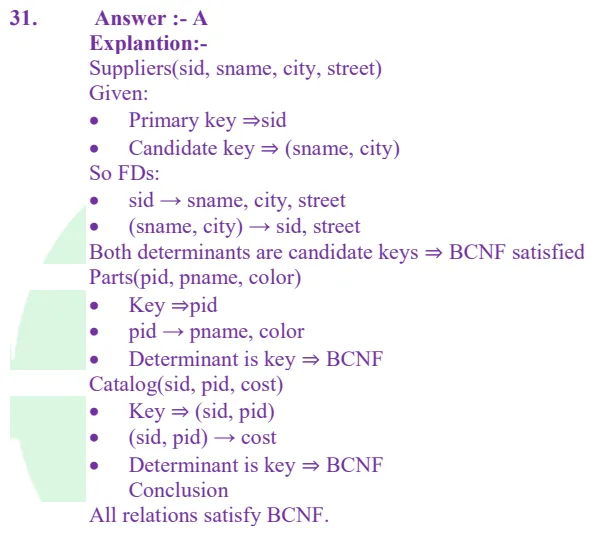 31. Answer :- A
Explantion:-
Suppliers(sid, sname, city, street)
Given:
• Primary key ⇒sid
• Candidate key ⇒ (sname, city)
So FDs:
• sid → sname, city, street
• (sname, city) → sid, street
Both determinants are candidate keys ⇒ BCNF satisfied
Parts(pid, pname, color)
• Key ⇒pid
• pid → pname, color
• Determinant is key ⇒ BCNF
Catalog(sid, pid, cost)
• Key ⇒ (sid, pid)
• (sid, pid) → cost
• Determinant is key ⇒ BCNF
Conclusion
All relations satisfy BCNF.